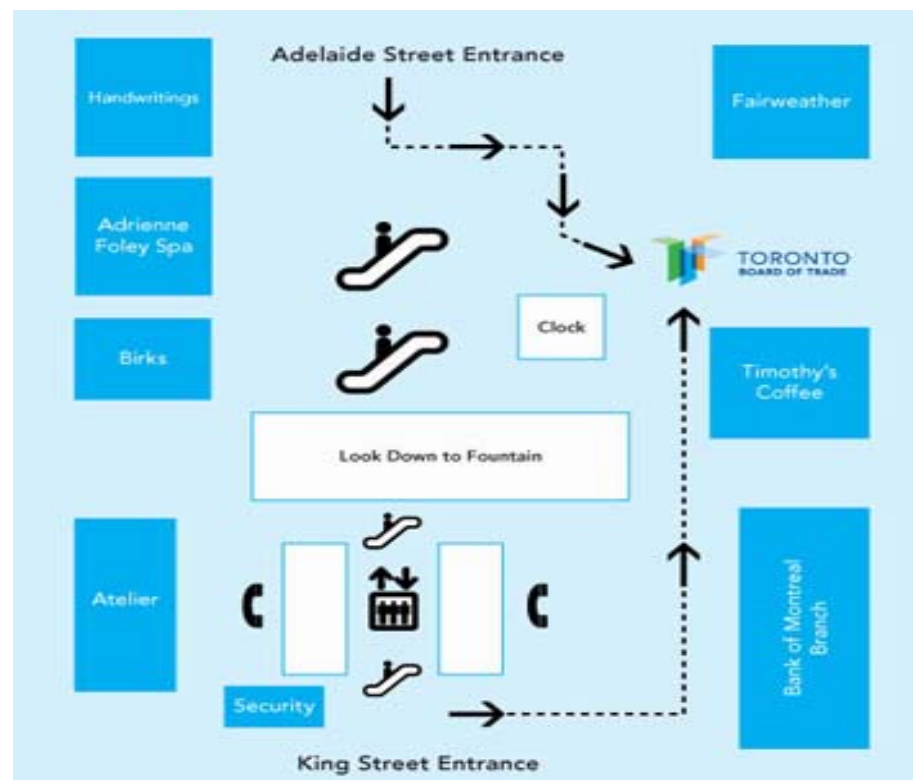 Adelaide Street Entrance
Handwritings
Fairweather
Adrienne
Foley Spa
TORONTO
BOARD OF TRADE
Clock
Birks
Timothy's
Coffee
Look Down to Fountain
Atelier
Bank of Montreal
Branch
Security
King Street Entrance